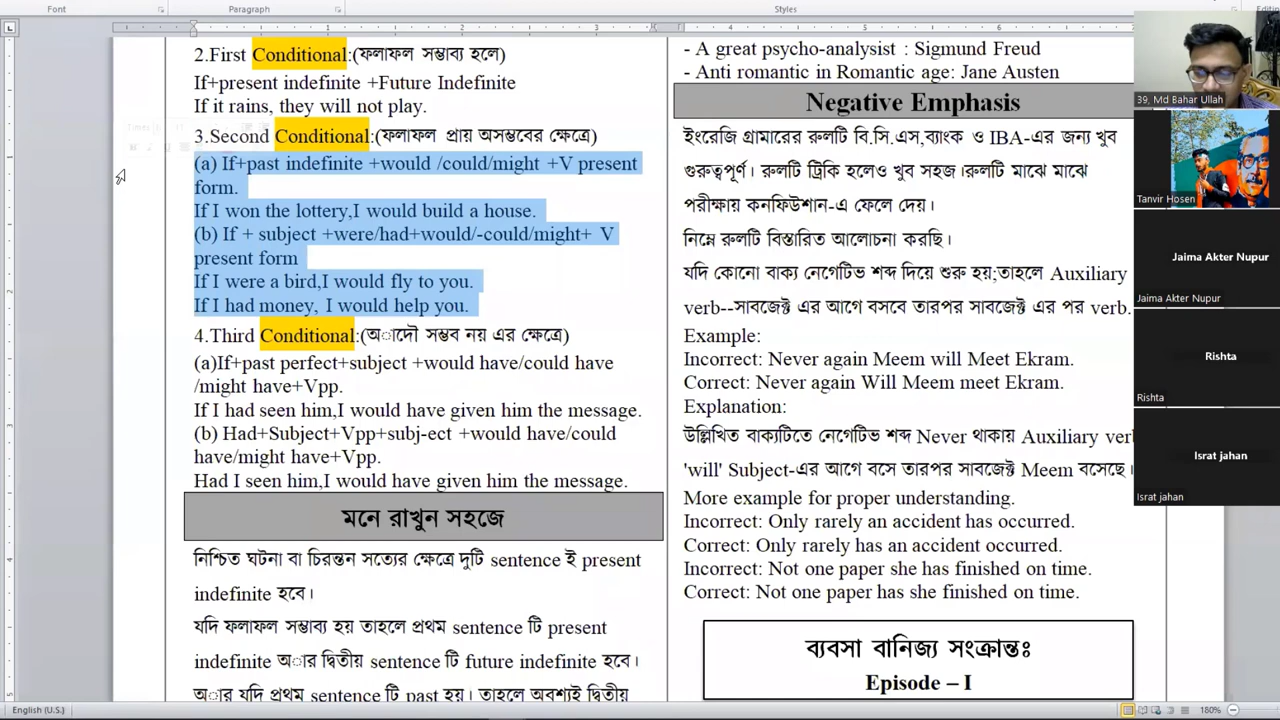 Font
Paragraph
Styles
Editing
2.First Conditional:(ফলাফল সম্ভাব্য হলে)
If+present indefinite +Future Indefinite
If it rains, they will not play.
3.Second Conditional:(ফলাফল প্রায় অসম্ভবের ক্ষেত্রে)
(a) If+past indefinite +would /could/might +V present
form.
If I won the lottery,I would build a house.
(b) If + subject +were/had+would/-could/might+ V
present form
If I were a bird,I would fly to you.
If I had money, I would help you.
4.Third Conditional:(অাদৌ সম্ভব নয় এর ক্ষেত্রে)
(a)If+past perfect+subject +would have/could have
/might have+Vpp.
If I had seen him,I would have given him the message.
(b) Had+Subject+Vpp+subj-ect +would have/could
have/might have+Vpp.
Had I seen him,I would have given him the message.
মনে রাখুন সহজে
নিশ্চিত ঘটনা বা চিরন্তন সত্যের ক্ষেত্রে দুটি sentence ই present
indefinite হবে।
যদি ফলাফল সম্ভাব্য হয় তাহলে প্রথম sentence টি present
indefinite অার দ্বিতীয় sentence টি future indefinite হবে।
অার যদি প্রথম sentence টি past হয়। তাহলে অবশ্যই দ্বিতীয়
- A great psycho-analysist : Sigmund Freud
- Anti romantic in Romantic age: Jane Austen
Negative Emphasis
ইংরেজি গ্রামারের রুলটি বি.সি.এস,ব্যাংক ও IBA-এর জন্য খুব
গুরুত্বপূর্ণ। রুলটি ট্রিকি হলেও খুব সহজ।রুলটি মাঝে মাঝে
পরীক্ষায় কনফিউশান-এ ফেলে দেয়।
নিম্নে রুলটি বিস্তারিত আলোচনা করছি।
যদি কোনো বাক্য নেগেটিভ শব্দ দিয়ে শুরু হয়;তাহলে Auxiliary
verb--সাবজেক্ট এর আগে বসবে তারপর সাবজেক্ট এর পর verb.
Example:
Incorrect: Never again Meem will Meet Ekram.
Correct: Never again Will Meem meet Ekram.
Explanation:
উল্লিখিত বাক্যটিতে নেগেটিভ শব্দ Never থাকায় Auxiliary verb
'will' Subject-এর আগে বসে তারপর সাবজেক্ট Meem বসেছে।
More example for proper understanding.
Incorrect: Only rarely an accident has occurred.
Correct: Only rarely has an accident occurred.
Incorrect: Not one paper she has finished on time.
Correct: Not one paper has she finished on time.
ব্যবসা বানিজ্য সংক্রান্তঃ
Episode – I
39, Md Bahar Ullah
Tanvir Hosen
Jaima Akter Nupur
Jaima Akter Nupur
Rishta
Rishta
Israt jahan
Israt jahan
English (U.S.)
180%